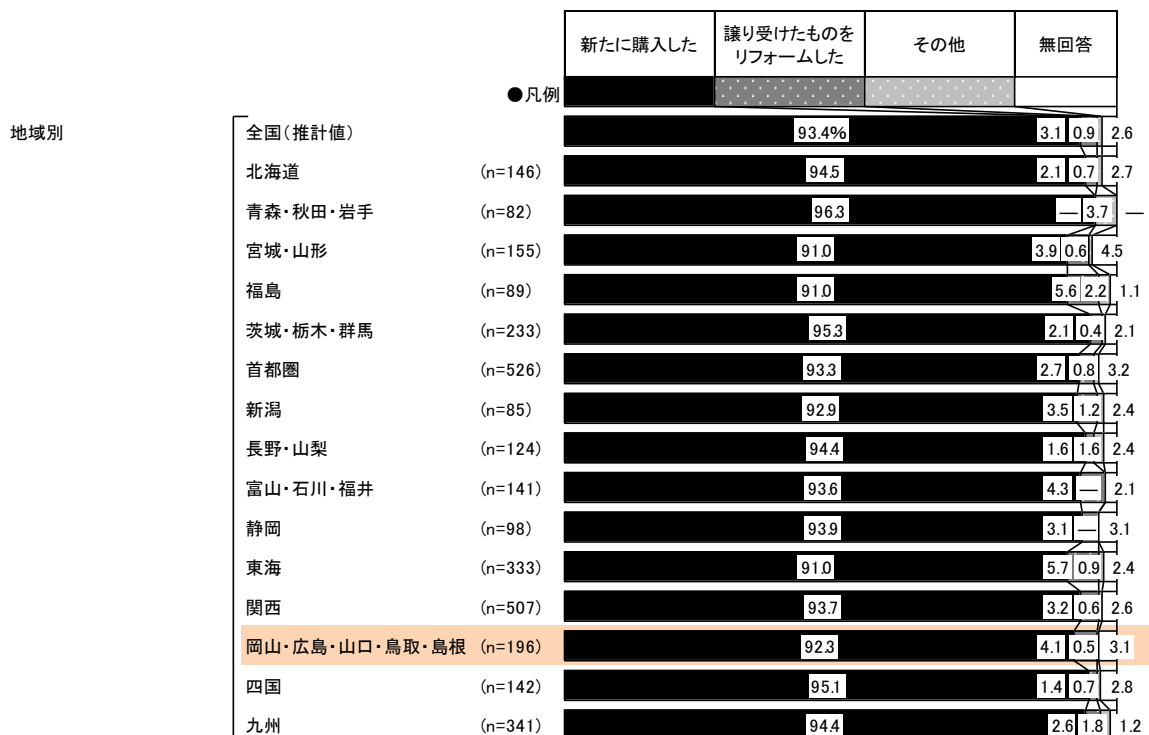 新たに購入した 譲り受けたものを その他 無回答
リフォームした
●凡例
地域別 全国(推計値) 93.4% 3.1 0.9 2.6
北海道 (n=146) 94.5 2.1 0.7 2.7
青森・秋田・岩手 (n=82) 96.3 — 3.7 —
宮城・山形 (n=155) 91.0 3.9 0.6 4.5
福島 (n=89) 91.0 5.6 2.2 1.1
茨城・栃木・群馬 (n=233) 95.3 2.1 0.4 2.1
首都圏 (n=526) 93.3 2.7 0.8 3.2
新潟 (n=85) 92.9 3.5 1.2 2.4
長野・山梨 (n=124) 94.4 1.6 1.6 2.4
富山・石川・福井 (n=141) 93.6 4.3 — 2.1
静岡 (n=98) 93.9 3.1 — 3.1
東海 (n=333) 91.0 5.7 0.9 2.4
関西 (n=507) 93.7 3.2 0.6 2.6
岡山・広島・山口・鳥取・島根 (n=196) 92.3 4.1 0.5 3.1
四国 (n=142) 95.1 1.4 0.7 2.8
九州 (n=341) 94.4 2.6 1.8 1.2